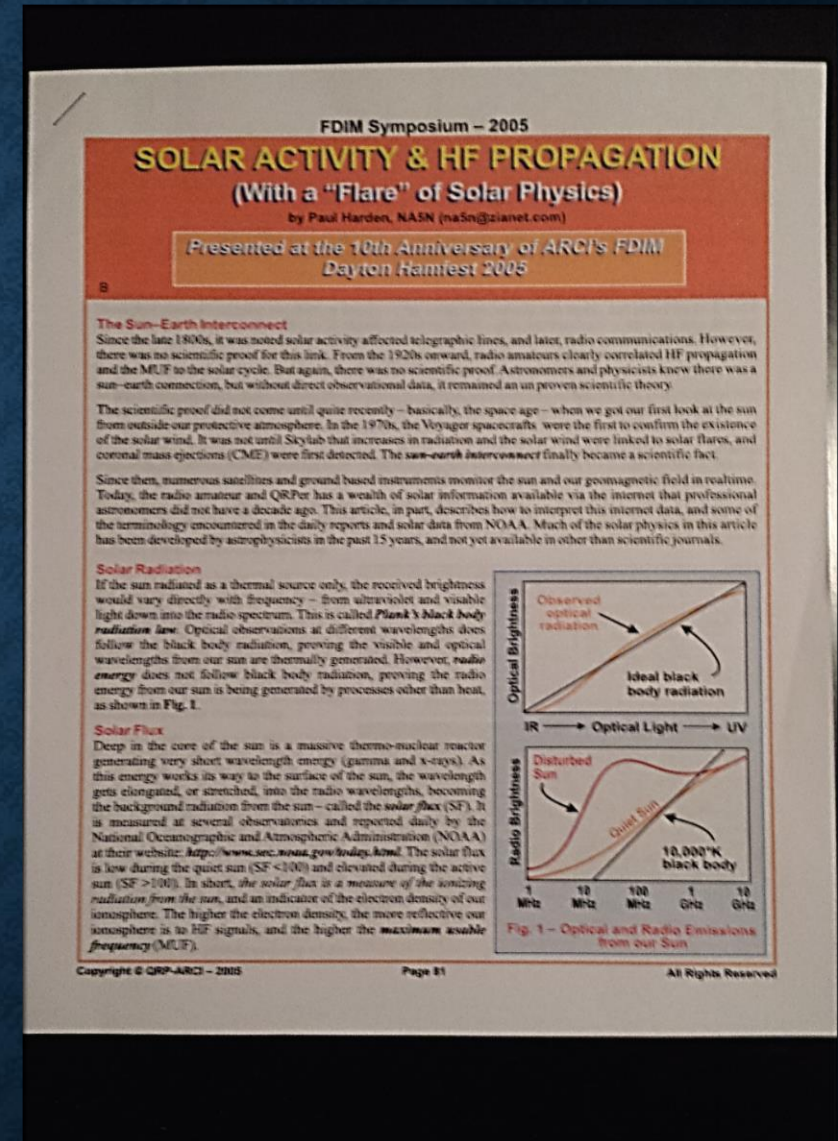 FDIM Symposium – 2005
SOLAR ACTIVITY & HF PROPAGATION
(With a "Flare" of Solar Physics)
by Paul Harden, NA5N (na5n@zianet.com)
Presented at the 10th Anniversary of ARCI's FDIM
Dayton Hamfest 2005
B
The Sun–Earth Interconnect
Since the late 1800s, it was noted solar activity affected telegraphic lines, and later, radio communications. However,
there was no scientific proof for this link. From the 1920s onward, radio amateurs clearly correlated HF propagation
and the MUF to the solar cycle. But again, there was no scientific proof. Astronomers and physicists knew there was a
sun–earth connection, but without direct observational data, it remained an un proven scientific theory.
The scientific proof did not come until quite recently – basically, the space age – when we got our first look at the sun
from outside our protective atmosphere. In the 1970s, the Voyager spacecrafts were the first to confirm the existence
of the solar wind. It was not until Skylab that increases in radiation and the solar wind were linked to solar flares, and
coronal mass ejections (CME) were first detected. The sun-earth interconnect finally became a scientific fact.
Since then, numerous satellites and ground based instruments monitor the sun and our geomagnetic field in realtime.
Today, the radio amateur and QRPer has a wealth of solar information available via the internet that professional
astronomers did not have a decade ago. This article, in part, describes how to interpret this internet data, and some of
the terminology encountered in the daily reports and solar data from NOAA. Much of the solar physics in this article
has been developed by astrophysicists in the past 15 years, and not yet available in other than scientific journals.
Solar Radiation
If the sun radiated as a thermal source only, the received brightness
would vary directly with frequency – from ultraviolet and visable
light down into the radio spectrum. This is called Plank's black body
radiation law. Optical observations at different wavelengths does
follow the black body radiation, proving the visible and optical
wavelengths from our sun are thermally generated. However, radio
energy does not follow black body radiation, proving the radio
energy from our sun is being generated by processes other than heat,
as shown in Fig. 1.
Solar Flux
Deep in the core of the sun is a massive thermo-nuclear reactor
generating very short wavelength energy (gamma and x-rays). As
this energy works its way to the surface of the sun, the wavelength
gets elongated, or stretched, into the radio wavelengths, becoming
the background radiation from the sun – called the solar flux (SF). It
is measured at several observatories and reported daily by the
National Oceanographic and Atmospheric Administration (NOAA)
at their website: http://www.sec.noaa.gov/today.html. The solar flux
is low during the quiet sun (SF <100) and elevated during the active
sun (SF >100). In short, the solar flux is a measure of the ionizing
radiation from the sun, and an indicator of the electron density of our
ionosphere. The higher the electron density, the more reflective our
ionosphere is to HF signals, and the higher the maximum usable
frequency (MUF).
Optical Brightness
Observed
optical
radiation
Ideal black
body radiation
IR Optical Light UV
Radio Brightness
Disturbed
Sun
Quiet Sun
10,000°K
black body
1 10 100 1 10
MHz MHz MHz GHz GHz
Fig. 1 – Optical and Radio Emissions
from our Sun
Copyright © QRP-ARCI – 2005 Page 81 All Rights Reserved